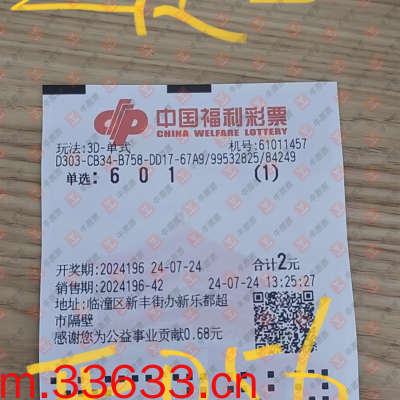 中国福利彩票
CHINA WELFARE LOTTERY
玩法:3D-单式 机号:61011457
D303-CB34-B758-DD17-67A9/99532825/84249
单选: 6 0 1 (1)
开奖期:2024196 24-07-24 合计2元
销售期:2024196-42 24-07-24 13:25:27
地址:临潼区新丰街办新乐都超
市隔壁
感谢您为公益事业贡献0.68元
m.33633.cn